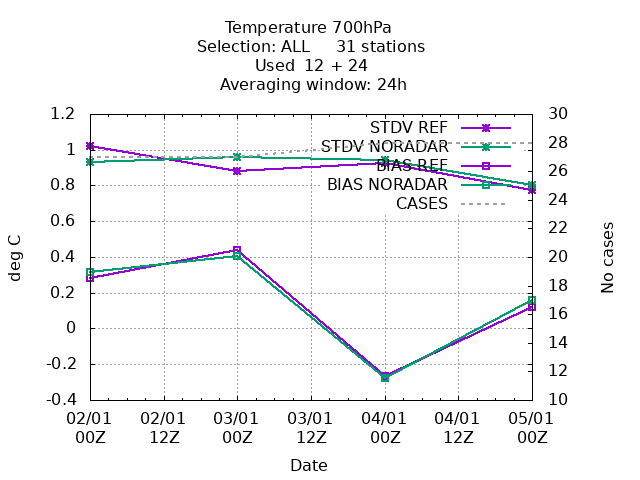 Temperature 700hPa
Selection: ALL 31 stations
Used 12 + 24
Averaging window: 24h
1.2
1
0.8
0.6
0.4
0.2
0
-0.2
-0.4
deg C
30
28
26
24
22
20
18
16
14
12
10
No cases
STDV REF
STDV NORADAR
BIAS REF
BIAS NORADAR
CASES
02/01 02/01 03/01 03/01 04/01 04/01 05/01
00Z 12Z 00Z 12Z 00Z 12Z 00Z
Date